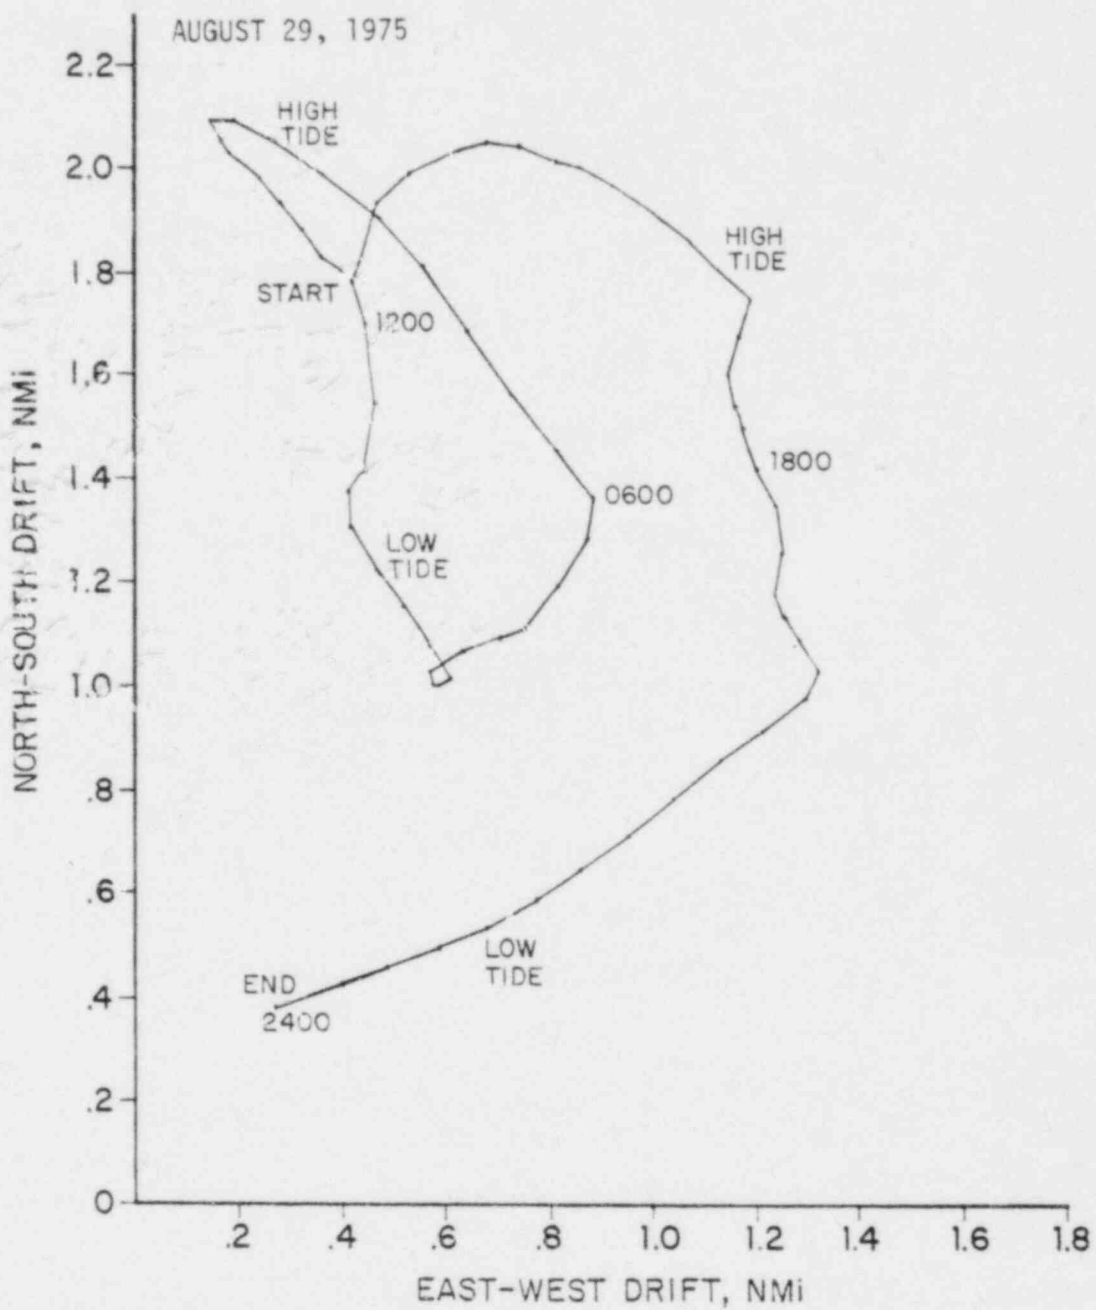 AUGUST 29, 1975
2.2
2.0
1.8
1.6
1.4
1.2
1.0
.8
.6
.4
.2
0
NORTH-SOUTH DRIFT, NMi
HIGH
TIDE
HIGH
TIDE
START
1200
1800
0600
LOW
TIDE
LOW
TIDE
END
2400
.2 .4 .6 .8 1.0 1.2 1.4 1.6 1.8
EAST-WEST DRIFT, NMi